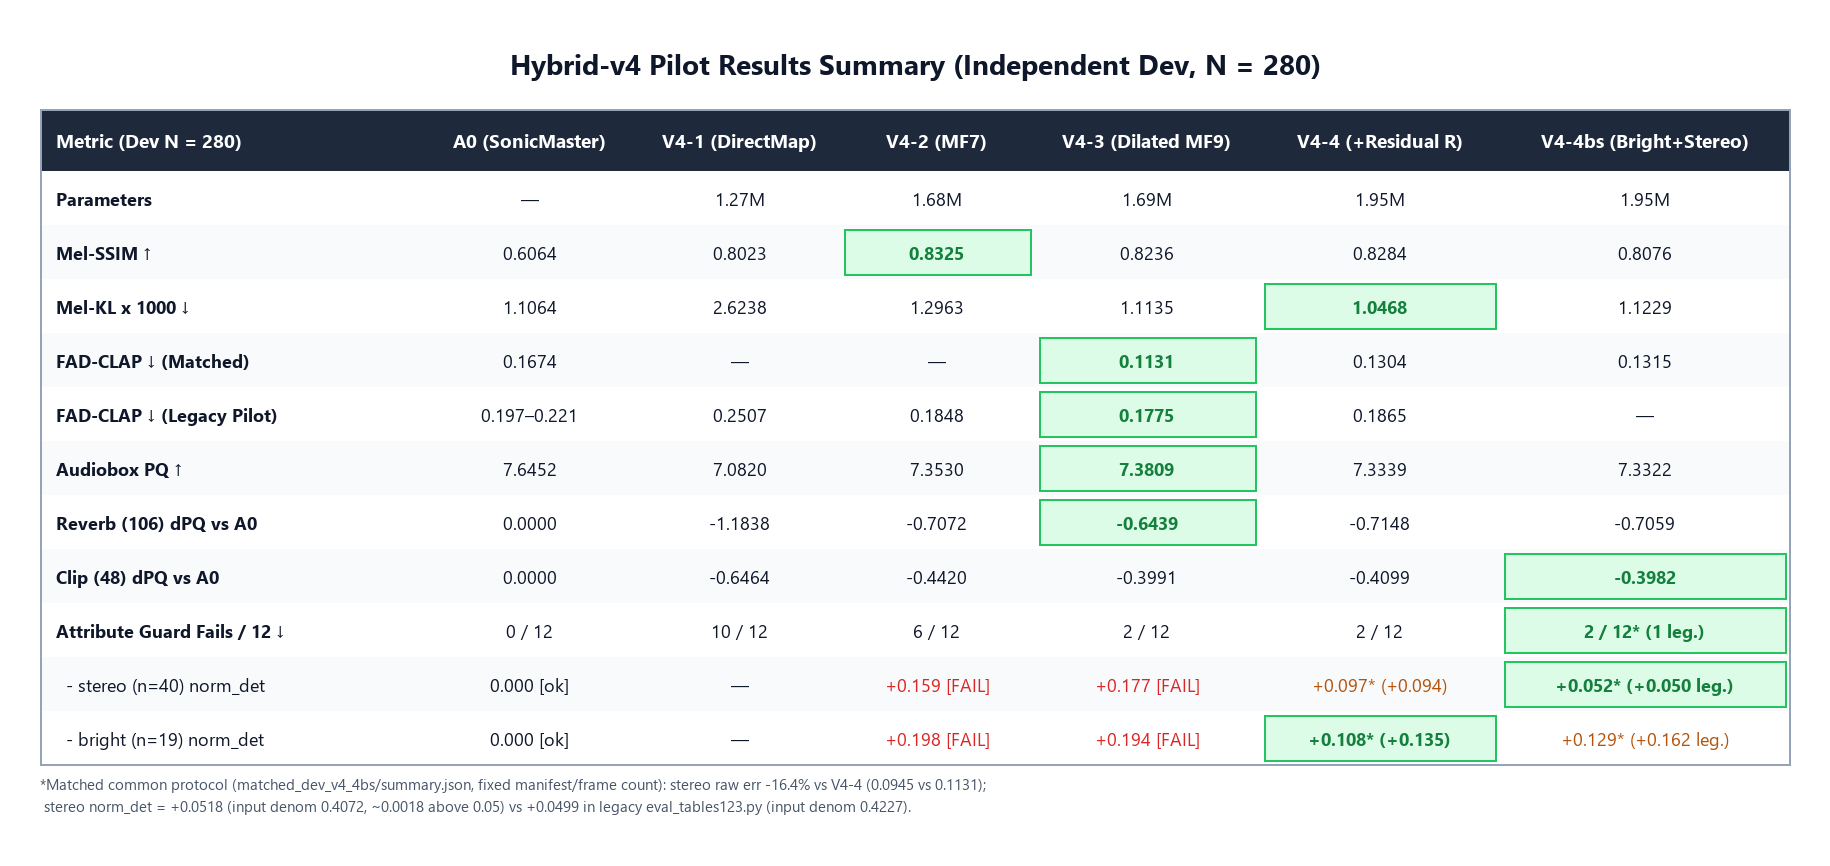 Hybrid-v4 Pilot Results Summary (Independent Dev, N = 280)
Metric (Dev N = 280) A0 (SonicMaster) V4-1 (DirectMap) V4-2 (MF7) V4-3 (Dilated MF9) V4-4 (+Residual R) V4-4bs (Bright+Stereo)
Parameters — 1.27M 1.68M 1.69M 1.95M 1.95M
Mel-SSIM ↑ 0.6064 0.8023 0.8325 0.8236 0.8284 0.8076
Mel-KL x 1000 ↓ 1.1064 2.6238 1.2963 1.1135 1.0468 1.1229
FAD-CLAP ↓ (Matched) 0.1674 — — 0.1131 0.1304 0.1315
FAD-CLAP ↓ (Legacy Pilot) 0.197–0.221 0.2507 0.1848 0.1775 0.1865 —
Audiobox PQ ↑ 7.6452 7.0820 7.3530 7.3809 7.3339 7.3322
Reverb (106) dPQ vs A0 0.0000 -1.1838 -0.7072 -0.6439 -0.7148 -0.7059
Clip (48) dPQ vs A0 0.0000 -0.6464 -0.4420 -0.3991 -0.4099 -0.3982
Attribute Guard Fails / 12 ↓ 0 / 12 10 / 12 6 / 12 2 / 12 2 / 12 2 / 12* (1 leg.)
- stereo (n=40) norm_det 0.000 [ok] — +0.159 [FAIL] +0.177 [FAIL] +0.097* (+0.094) +0.052* (+0.050 leg.)
- bright (n=19) norm_det 0.000 [ok] — +0.198 [FAIL] +0.194 [FAIL] +0.108* (+0.135) +0.129* (+0.162 leg.)
*Matched common protocol (matched_dev_v4_4bs/summary.json, fixed manifest/frame count): stereo raw err -16.4% vs V4-4 (0.0945 vs 0.1131);
stereo norm_det = +0.0518 (input denom 0.4072, ~0.0018 above 0.05) vs +0.0499 in legacy eval_tables123.py (input denom 0.4227).